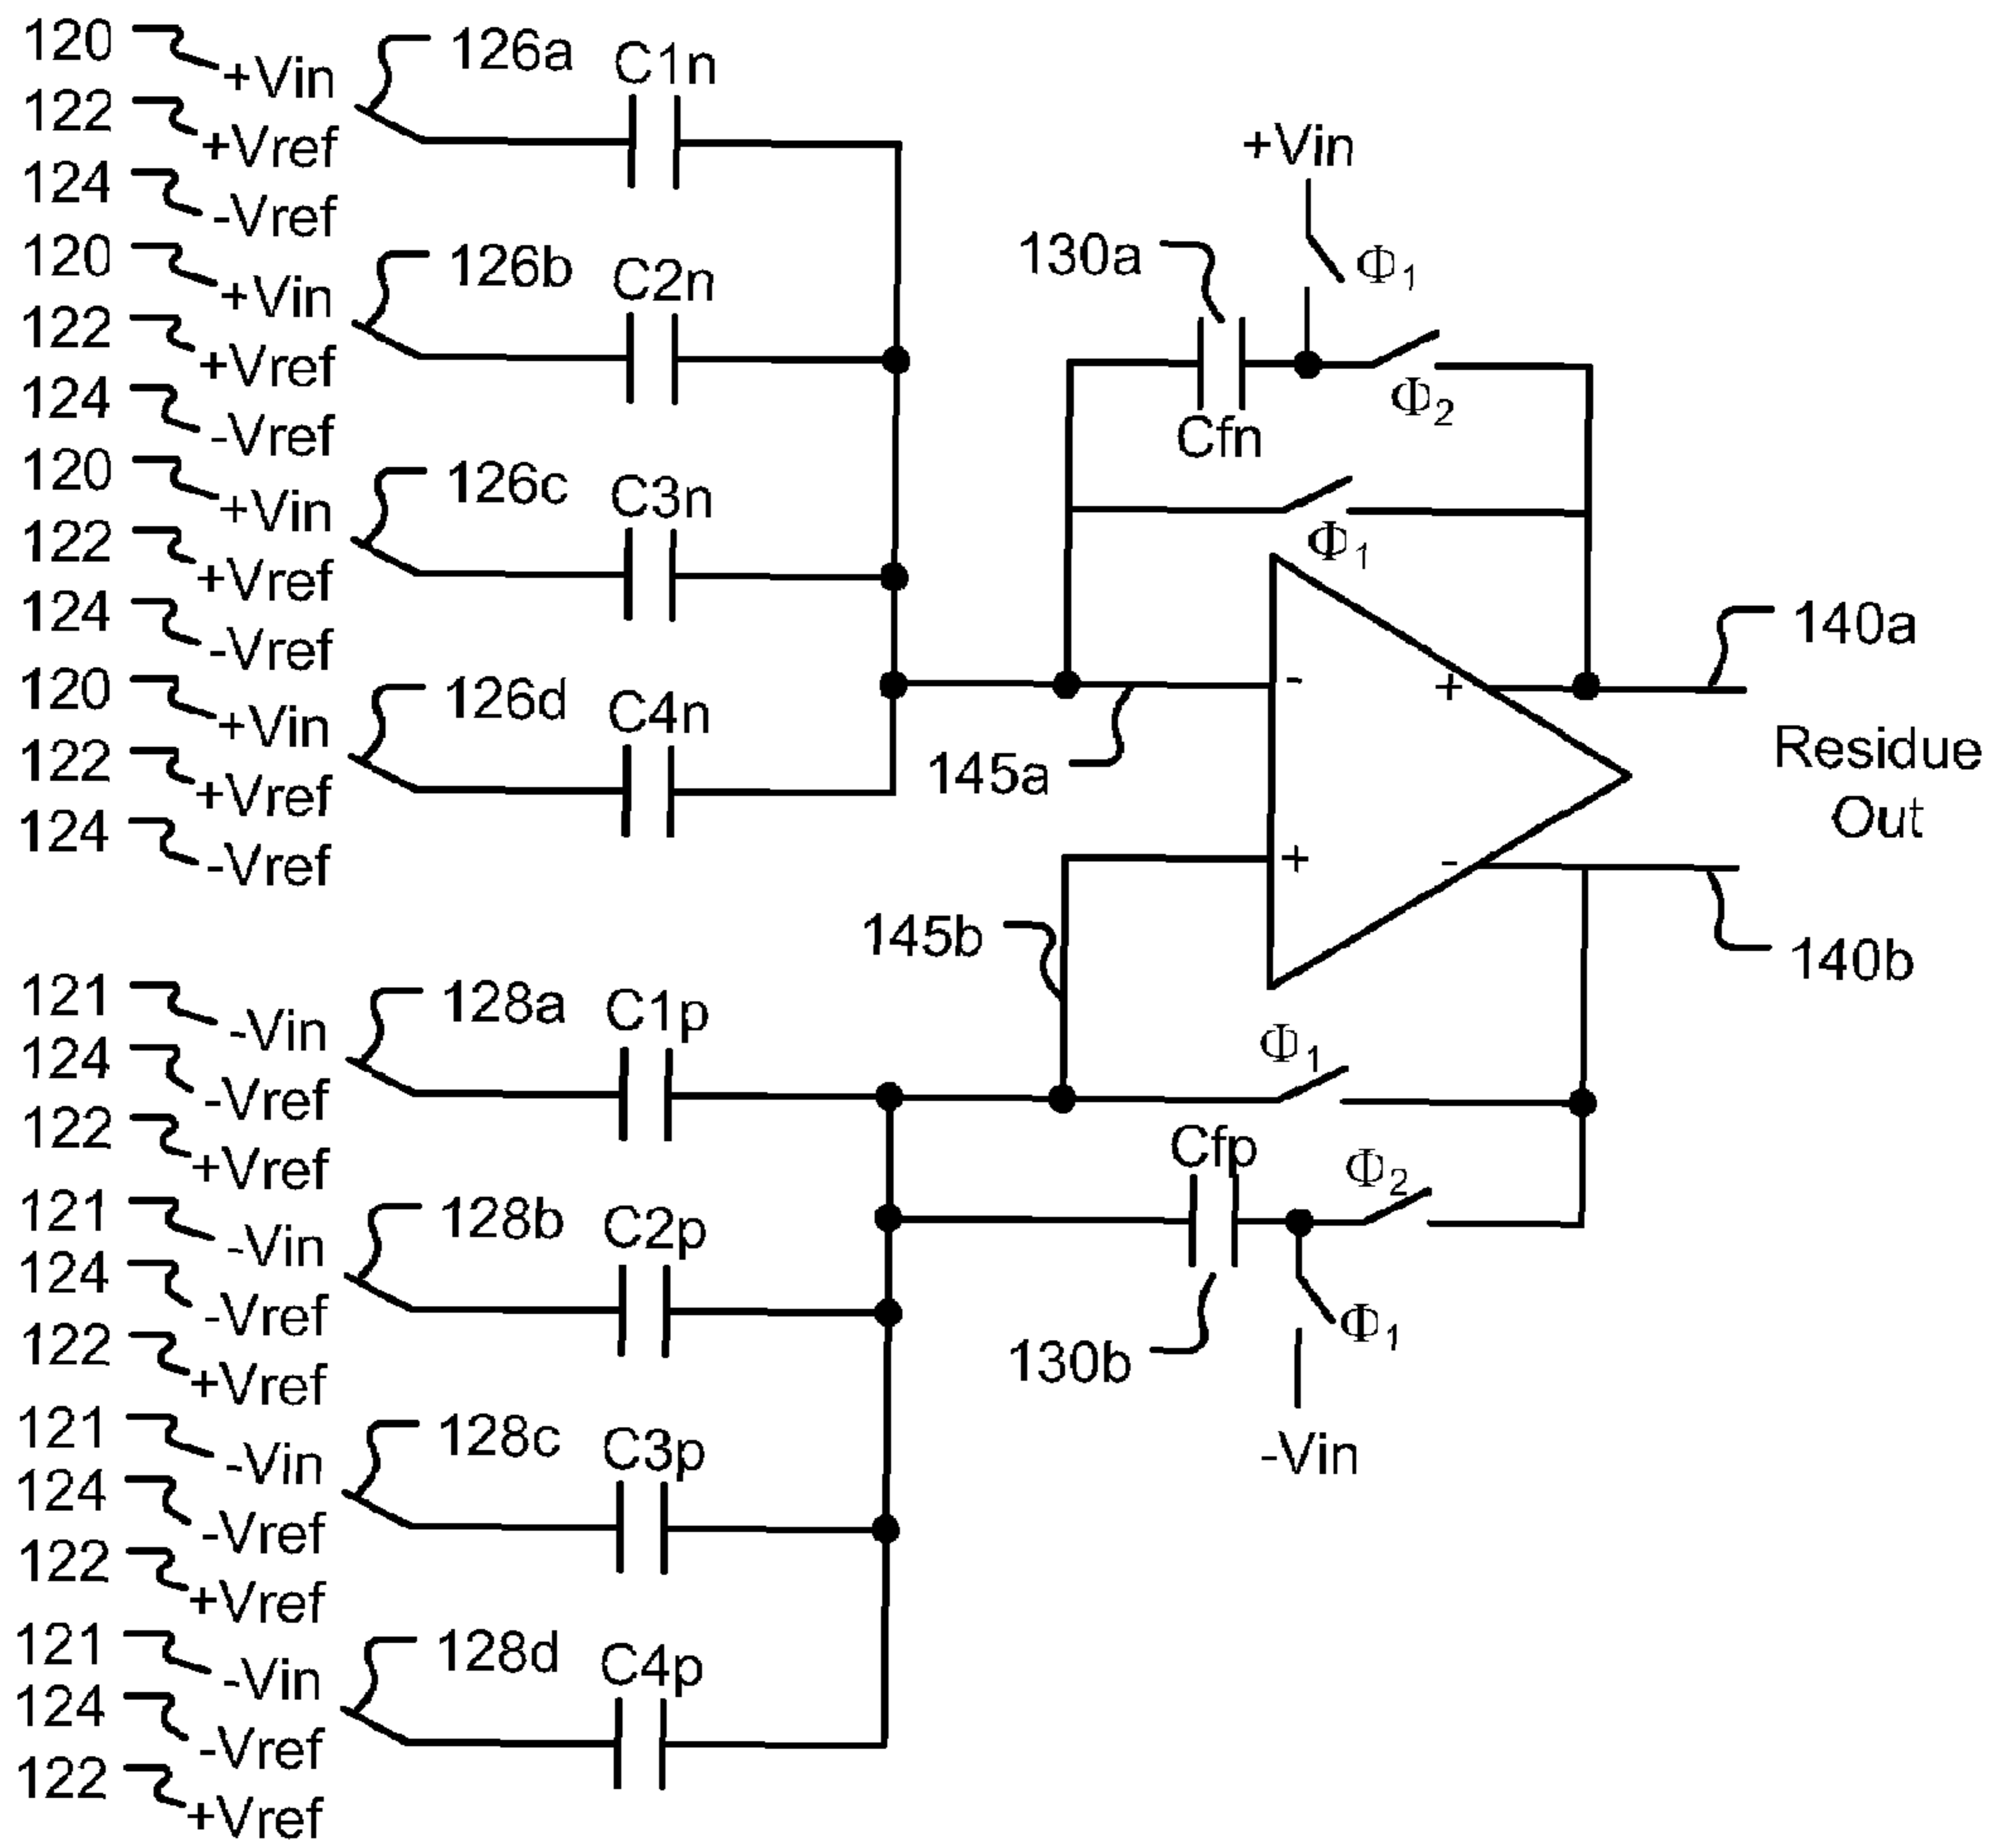 120
+Vin
126a
C1n
122
+Vref
124
-Vref
120
+Vin
126b
C2n
122
+Vref
124
-Vref
120
+Vin
126c
C3n
122
+Vref
124
-Vref
120
+Vin
126d
C4n
122
+Vref
124
-Vref
+Vin
Φ1
130a
Cfn
Φ2
Φ1
-
+
+
-
145a
145b
140a
Residue
Out
140b
121
-Vin
128a
C1p
124
-Vref
122
+Vref
121
-Vin
128b
C2p
124
-Vref
122
+Vref
121
-Vin
128c
C3p
124
-Vref
122
+Vref
121
-Vin
128d
C4p
124
-Vref
122
+Vref
Φ1
Cfp
Φ2
130b
Φ1
-Vin